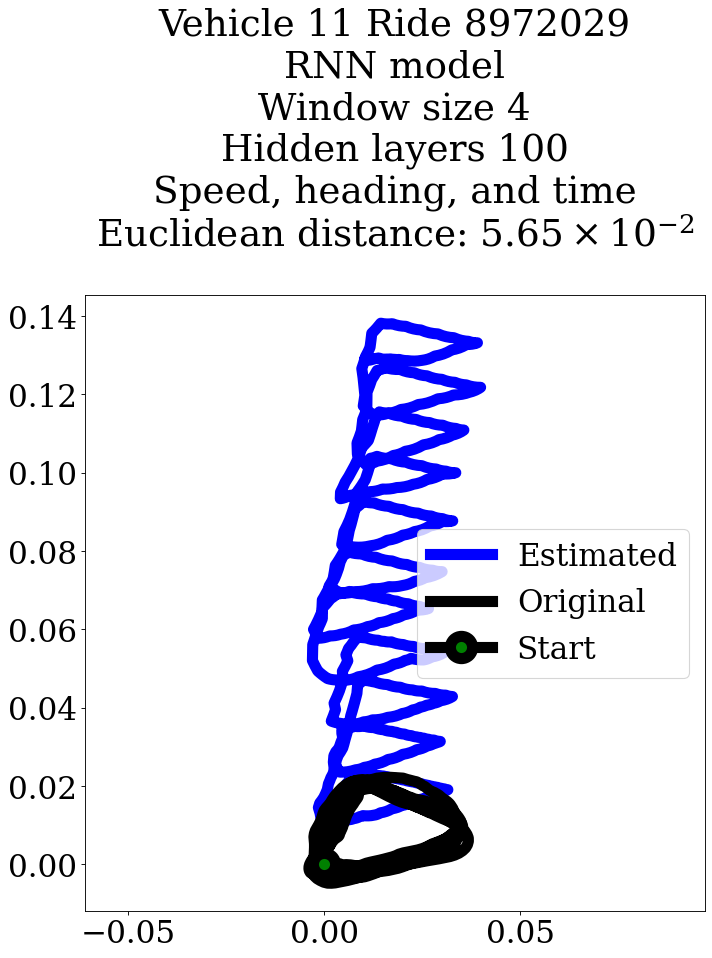 Vehicle 11 Ride 8972029
RNN model
Window size 4
Hidden layers 100
Speed, heading, and time
Euclidean distance: 5.65 × 10⁻²
0.14
0.12
0.10
0.08
0.06
0.04
0.02
0.00
Estimated
Original
Start
−0.05
0.00
0.05